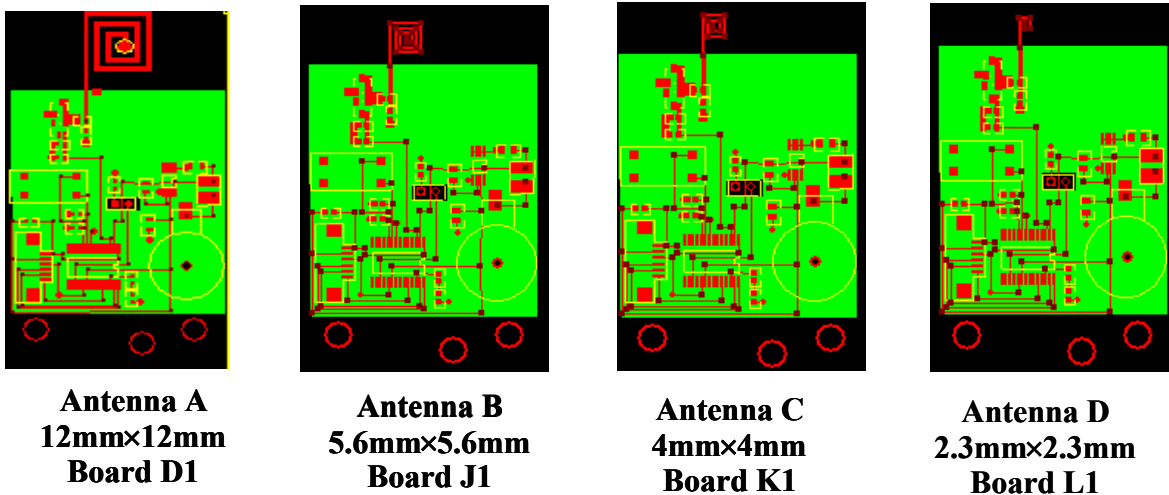 Antenna A
12mm×12mm
Board D1
Antenna B
5.6mm×5.6mm
Board J1
Antenna C
4mm×4mm
Board K1
Antenna D
2.3mm×2.3mm
Board L1